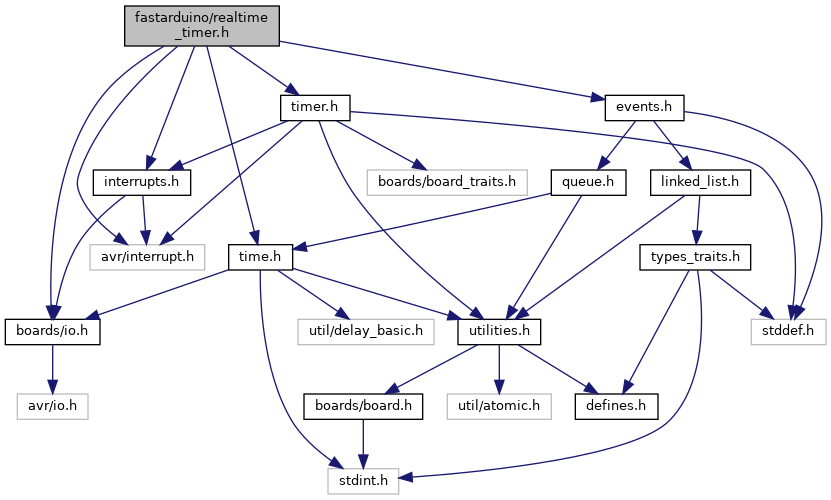 fastarduino/realtime
_timer.h
timer.h
events.h
interrupts.h
boards/board_traits.h
queue.h
linked_list.h
avr/interrupt.h
time.h
types_traits.h
boards/io.h
util/delay_basic.h
utilities.h
stddef.h
avr/io.h
boards/board.h
util/atomic.h
defines.h
stdint.h